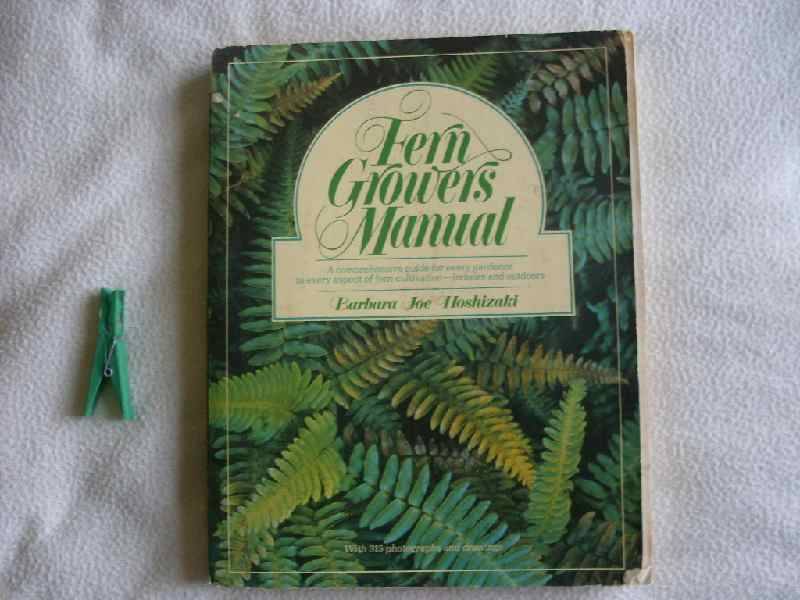 Fern
Growers
Manual
A comprehensive guide for every gardener
to every aspect of fern cultivation—indoors and outdoors
Barbara Joe Hoshizaki
With 315 photographs and drawings